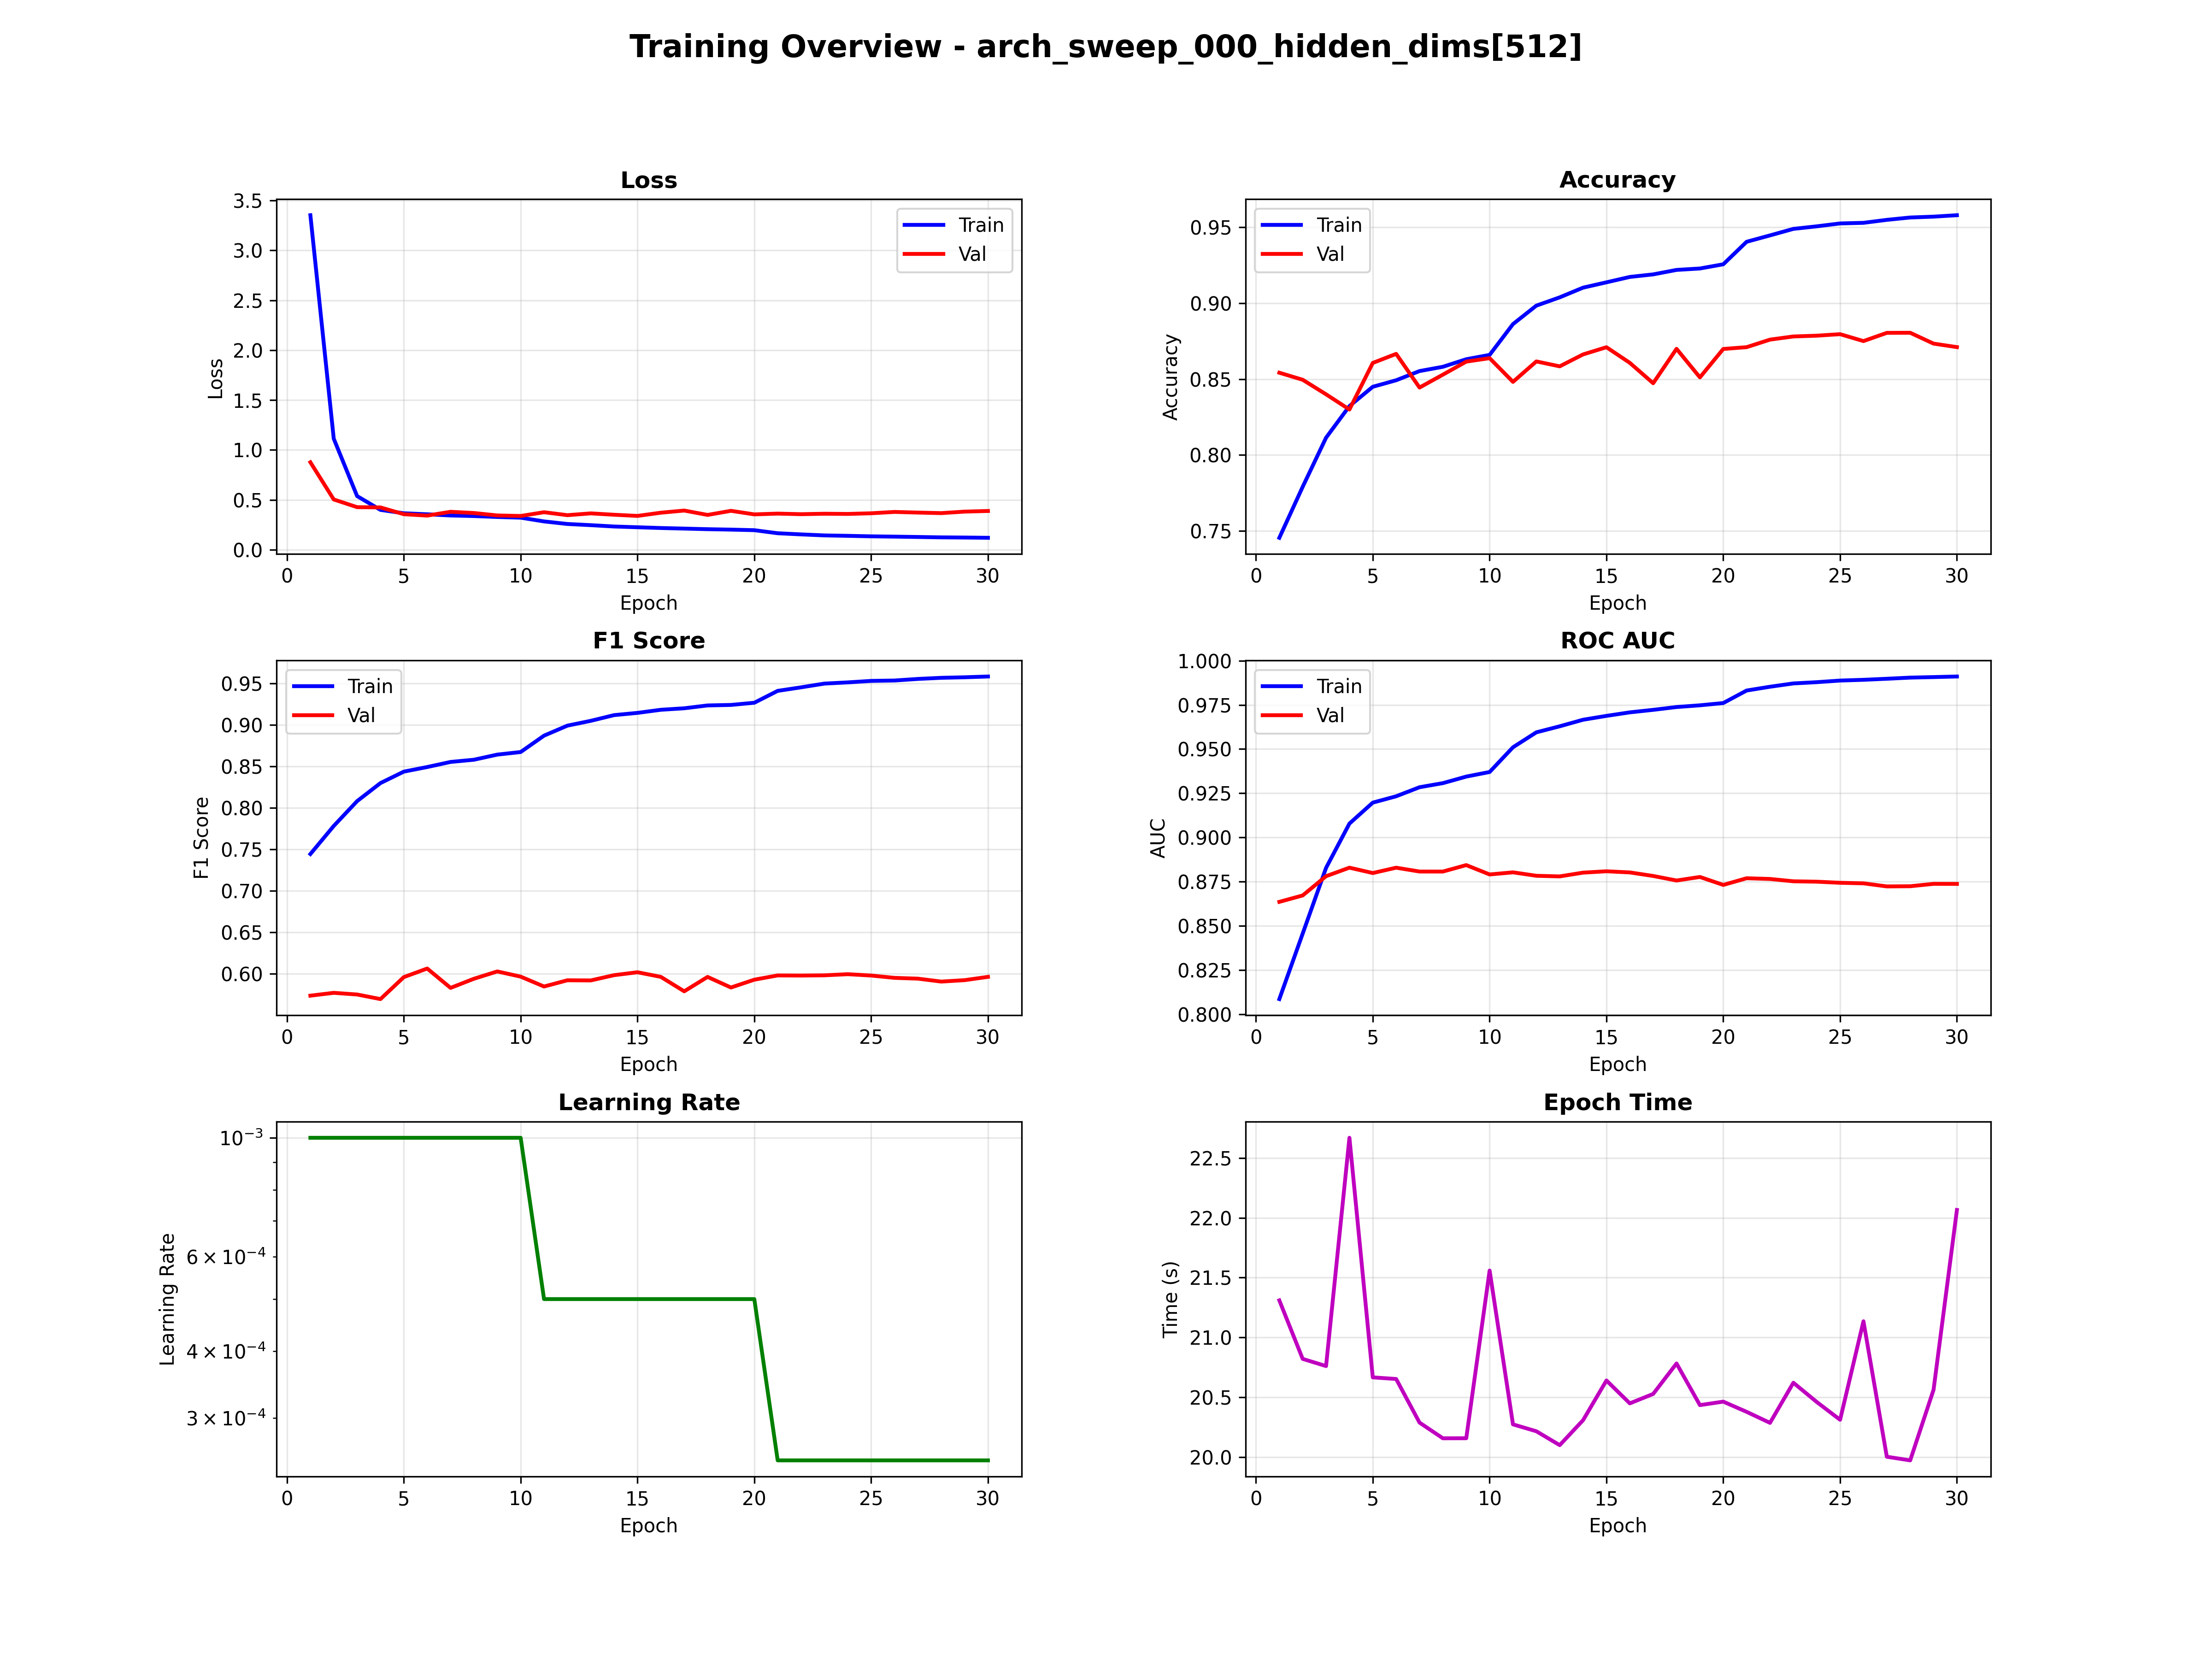 Training Overview - arch_sweep_000_hidden_dims[512]
Loss
Loss
3.5
3.0
2.5
2.0
1.5
1.0
0.5
0.0
Train
Val
0 5 10 15 20 25 30
Epoch
Accuracy
Accuracy
0.95
0.90
0.85
0.80
0.75
Train
Val
0 5 10 15 20 25 30
Epoch
F1 Score
F1 Score
0.95
0.90
0.85
0.80
0.75
0.70
0.65
0.60
Train
Val
0 5 10 15 20 25 30
Epoch
ROC AUC
AUC
1.000
0.975
0.950
0.925
0.900
0.875
0.850
0.825
0.800
Train
Val
0 5 10 15 20 25 30
Epoch
Learning Rate
Learning Rate
10⁻³
6 × 10⁻⁴
4 × 10⁻⁴
3 × 10⁻⁴
0 5 10 15 20 25 30
Epoch
Epoch Time
Time (s)
22.5
22.0
21.5
21.0
20.5
20.0
0 5 10 15 20 25 30
Epoch